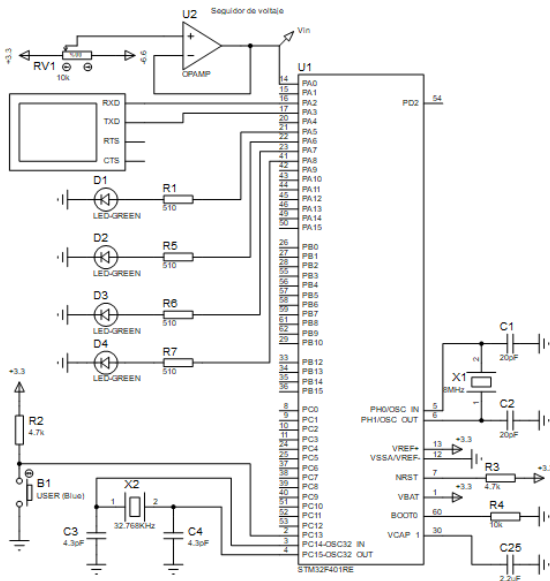 Seguidor de voltaje
U2
OPAMP
Vin
+3.3
-6.6
RV1
10k
U1
RXD
TXD
RTS
CTS
D1
LED-GREEN
R1
510
D2
LED-GREEN
R5
510
D3
LED-GREEN
R6
510
D4
LED-GREEN
R7
510
+3.3
R2
4.7k
B1
USER (Blue)
X2
1
2
32.768KHz
C3
4.3pF
C4
4.3pF
14 PA0
15 PA1
16 PA2
17 PA3
20 PA4
21 PA5
22 PA6
23 PA7
41 PA8
42 PA9
43 PA10
44 PA11
45 PA12
46 PA13
49 PA14
50 PA15
26 PB0
27 PB1
28 PB2
55 PB3
56 PB4
57 PB5
58 PB6
59 PB7
61 PB8
62 PB9
29 PB10
33 PB12
34 PB13
35 PB14
36 PB15
8 PC0
9 PC1
10 PC2
11 PC3
24 PC4
25 PC5
37 PC6
38 PC7
39 PC8
40 PC9
51 PC10
52 PC11
53 PC12
2 PC13
3 PC14-OSC32 IN
4 PC15-OSC32 OUT
STM32F401RE
PD2 54
PH0/OSC IN 5
PH1/OSC OUT 6
VREF+ 13
+3.3
VSSA/VREF- 12
NRST 7
VBAT 1
+3.3
BOOT0 60
VCAP 1 30
C1
20pF
X1
8MHz
1
2
C2
20pF
R3
4.7k
+3.3
R4
10k
C25
2.2uF